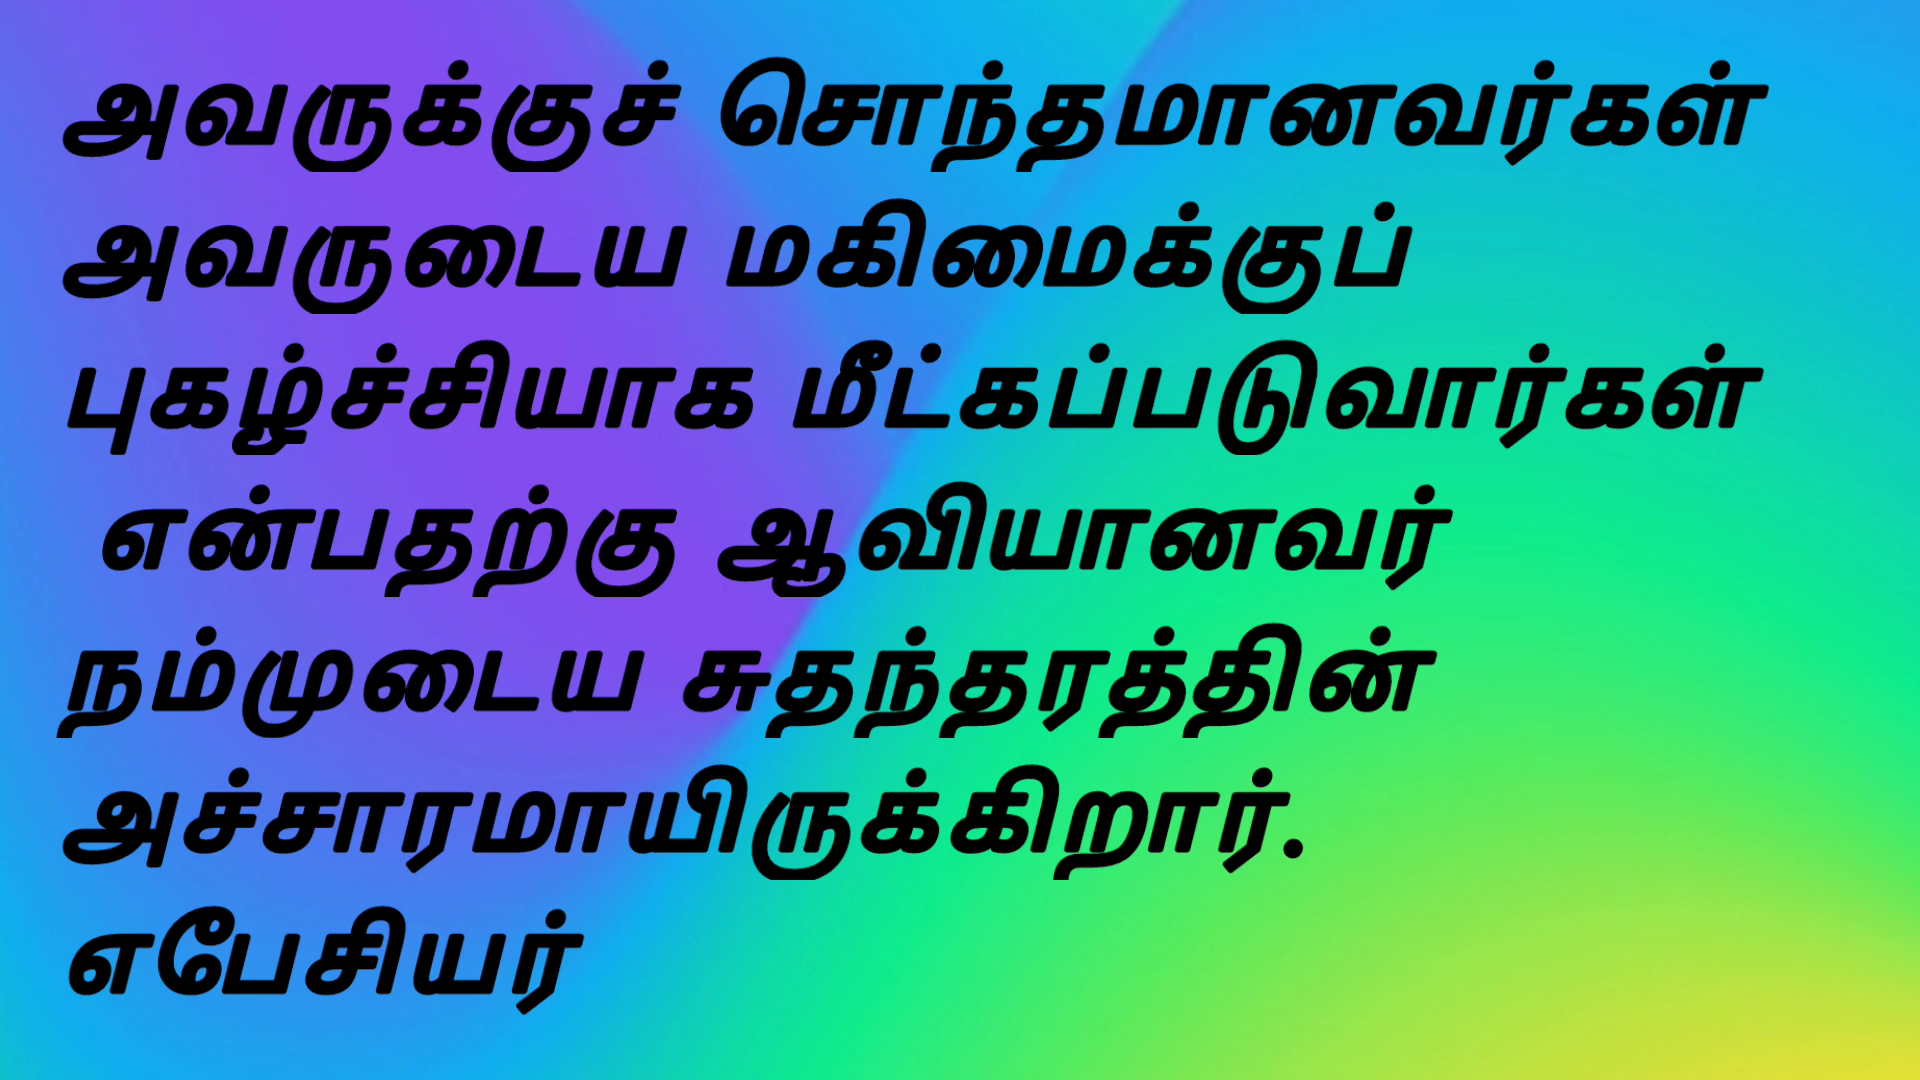 அவருக்குச் சொந்தமானவர்கள்
அவருடைய மகிமைக்குப்
புகழ்ச்சியாக மீட்கப்படுவார்கள்
என்பதற்கு ஆவியானவர்
நம்முடைய சுதந்தரத்தின்
அச்சாரமாயிருக்கிறார்.
எபேசியர்